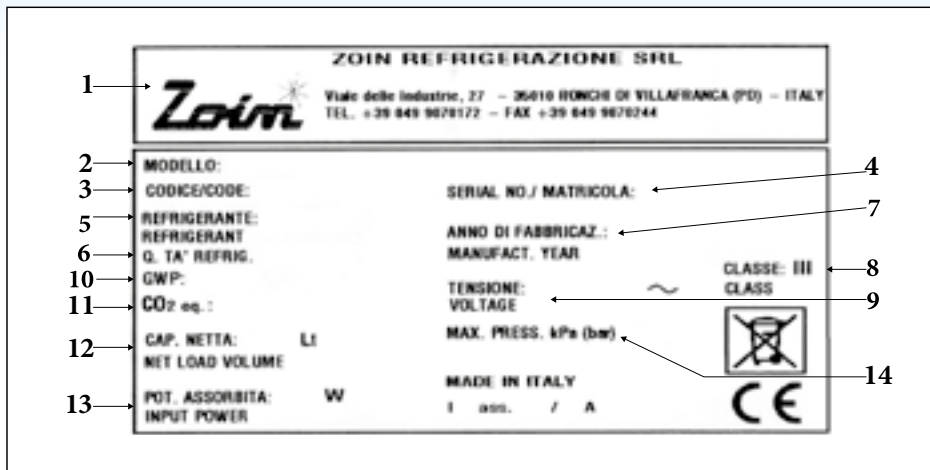 ZOIN REFRIGERAZIONE SRL
1
Zoin
Viale delle Industrie, 27 – 35010 RONCHI DI VILLAFRANCA (PD) – ITALY
TEL. +39 049 9070172 – FAX +39 049 9070244
2 MODELLO:
3 CODICE/CODE:
SERIAL NO./ MATRICOLA: 4
5 REFRIGERANTE:
REFRIGERANT
ANNO DI FABBRICAZ.: 7
MANUFACT. YEAR
6 Q. TA' REFRIG.
10 GWP:
CLASSE: III 8
CLASS
11 CO2 eq.:
TENSIONE: ~ 9
VOLTAGE
12 CAP. NETTA: Lt
NET LOAD VOLUME
MAX. PRESS. kPa (bar) 14
13 POT. ASSORBITA: W
INPUT POWER
MADE IN ITALY
I ass. / A
CE